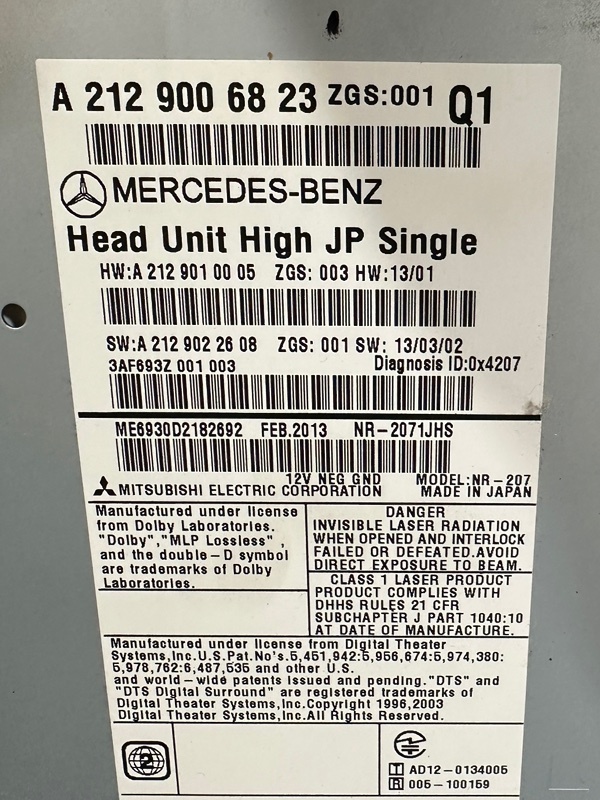 A 212 900 68 23 ZGS:001 Q1
MERCEDES-BENZ
Head Unit High JP Single
HW:A 212 901 00 05 ZGS: 003 HW:13/01
SW:A 212 902 26 08 ZGS: 001 SW: 13/03/02
3AF693Z 001 003 Diagnosis ID:0x4207
ME6930D2182692 FEB.2013 NR-2071JHS
12V NEG GND MODEL:NR-207
MITSUBISHI ELECTRIC CORPORATION MADE IN JAPAN
Manufactured under license
from Dolby Laboratories.
"Dolby","MLP Lossless" ,
and the double-D symbol
are trademarks of Dolby
Laboratories.
DANGER
INVISIBLE LASER RADIATION
WHEN OPENED AND INTERLOCK
FAILED OR DEFEATED.AVOID
DIRECT EXPOSURE TO BEAM.
CLASS 1 LASER PRODUCT
PRODUCT COMPLIES WITH
DHHS RULES 21 CFR
SUBCHAPTER J PART 1040:10
AT DATE OF MANUFACTURE.
Manufactured under license from Digital Theater
Systems,Inc.U.S.Pat.No's.5,451,942:5,956,674:5,974,380:
5,978,762:6,487,535 and other U.S.
and world-wide patents issued and pending."DTS" and
"DTS Digital Surround" are registered trademarks of
Digital Theater Systems,Inc.Copyright 1996,2003
Digital Theater Systems,Inc.All Rights Reserved.
2
T AD12-0134005
R 005-100159